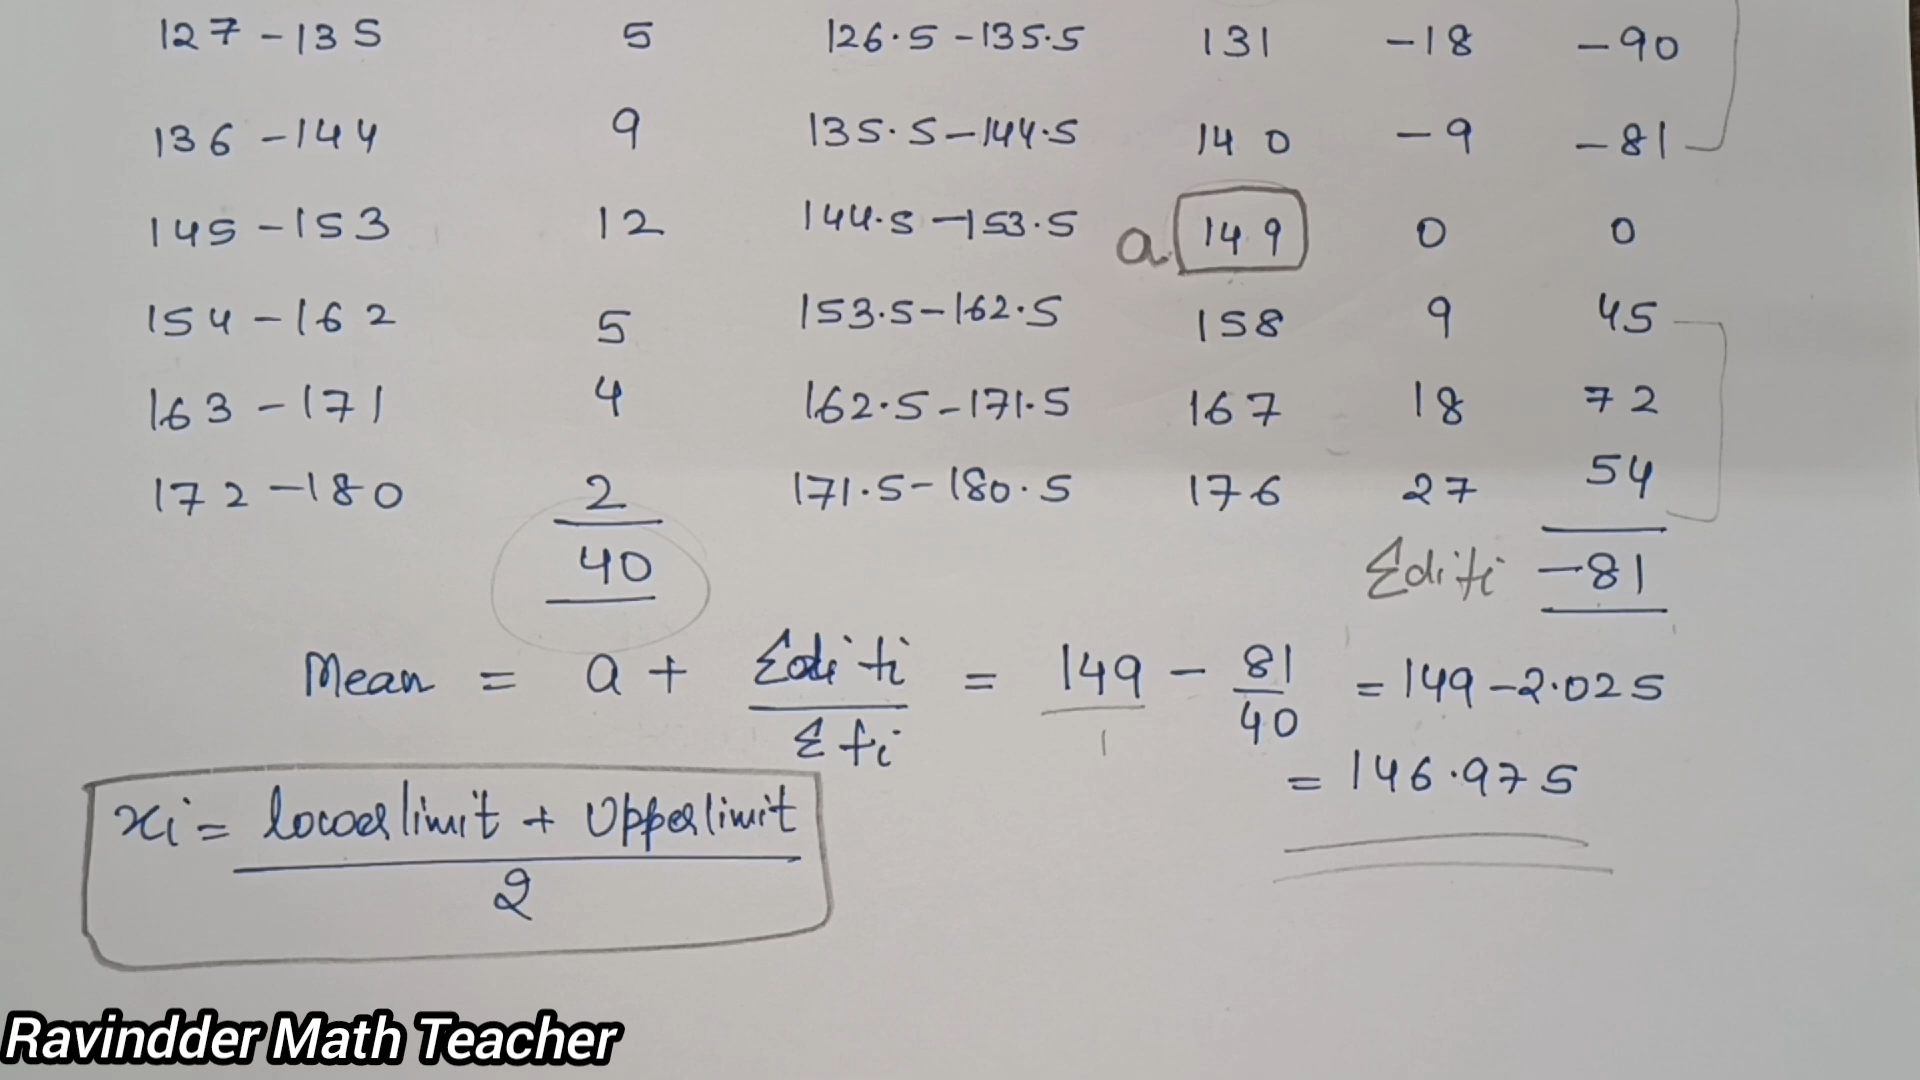 127-135 5 126.5-135.5 131 -18 -90
136-144 9 135.5-144.5 140 -9 -81
145-153 12 144.5-153.5 a 149 0 0
154-162 5 153.5-162.5 158 9 45
163-171 4 162.5-171.5 167 18 72
172-180 2 171.5-180.5 176 27 54
40 Σdifi -81
Mean = a + Σdifi / Σfi = 149 - 81/40 = 149-2.025
= 146.975
xi = lower limit + Upper limit / 2
Ravindder Math Teacher